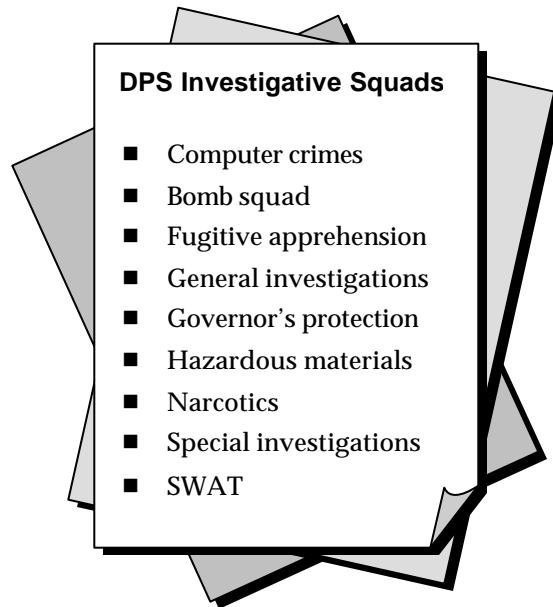 DPS Investigative Squads
■ Computer crimes
■ Bomb squad
■ Fugitive apprehension
■ General investigations
■ Governor's protection
■ Hazardous materials
■ Narcotics
■ Special investigations
■ SWAT